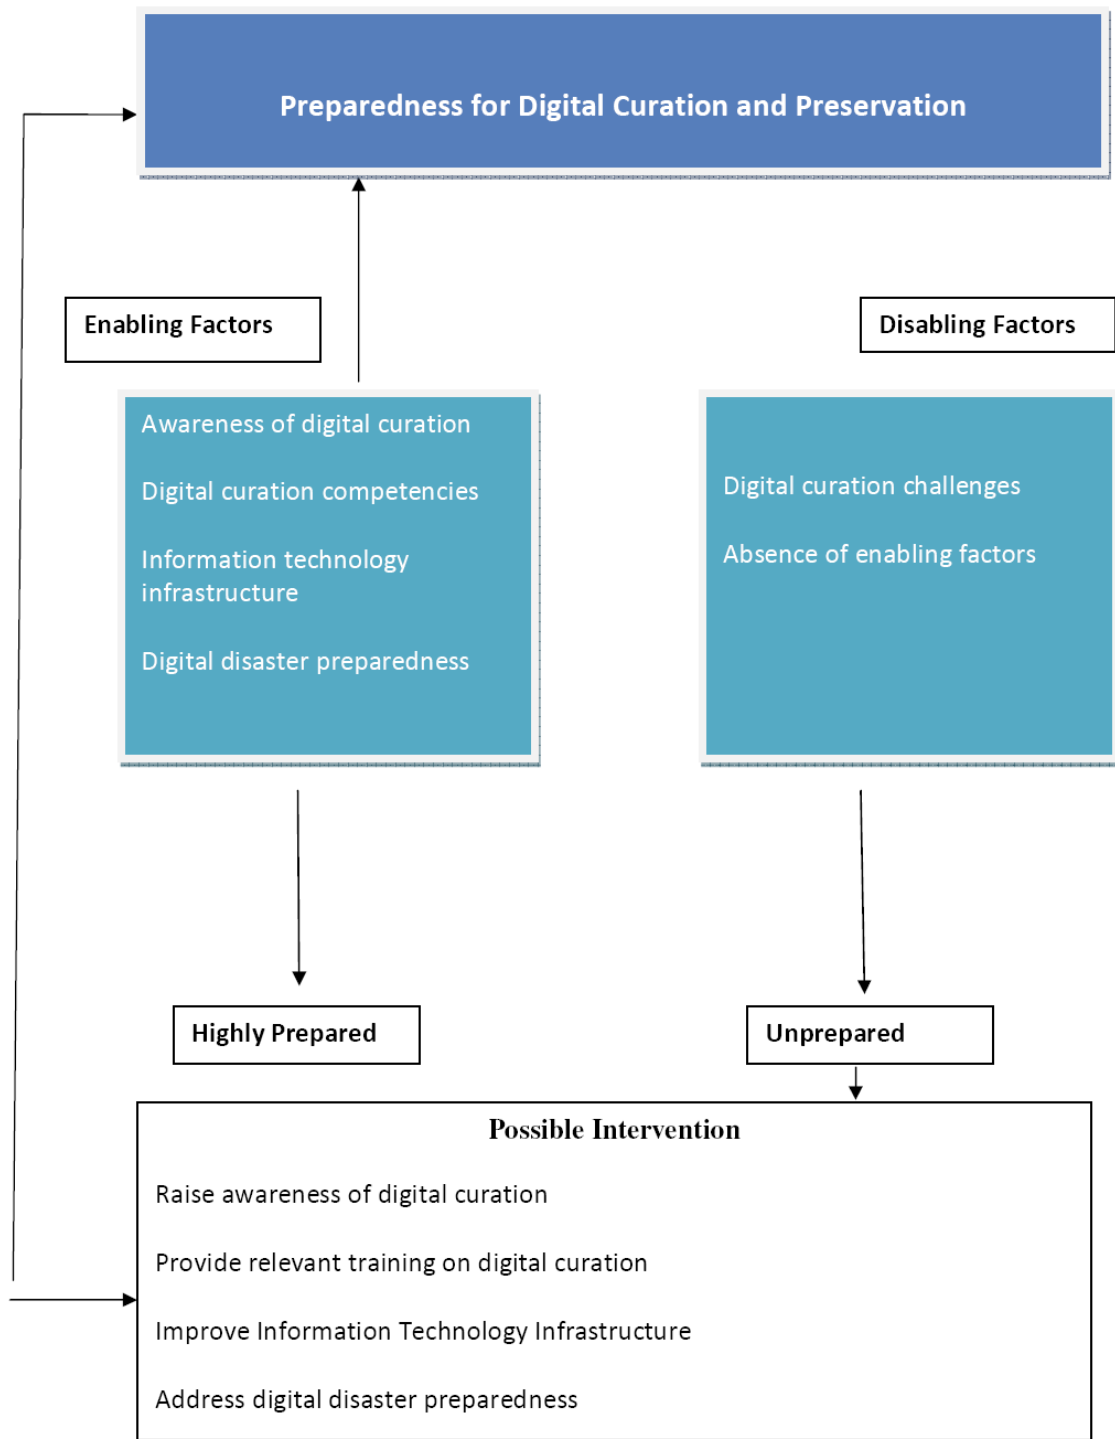 Preparedness for Digital Curation and Preservation
Enabling Factors
Disabling Factors
Awareness of digital curation
Digital curation competencies
Information technology
infrastructure
Digital disaster preparedness
Digital curation challenges
Absence of enabling factors
Highly Prepared
Unprepared
Possible Intervention
Raise awareness of digital curation
Provide relevant training on digital curation
Improve Information Technology Infrastructure
Address digital disaster preparedness